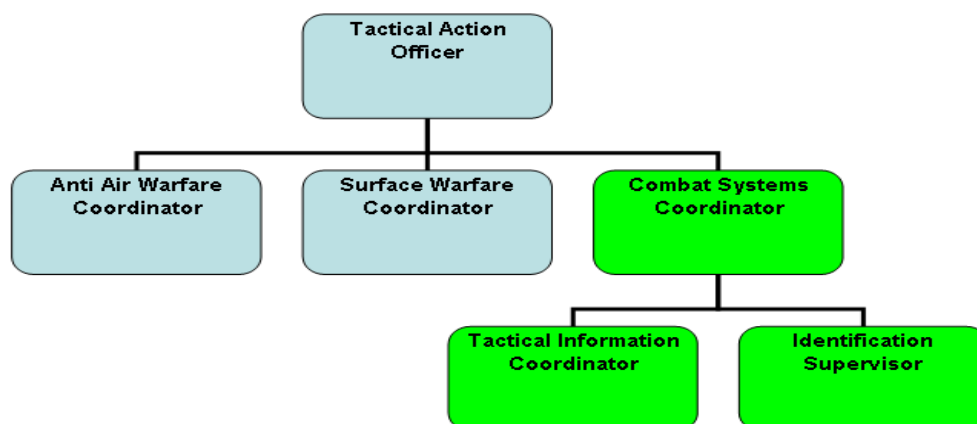 Tactical Action
Officer
Anti Air Warfare
Coordinator
Surface Warfare
Coordinator
Combat Systems
Coordinator
Tactical Information
Coordinator
Identification
Supervisor